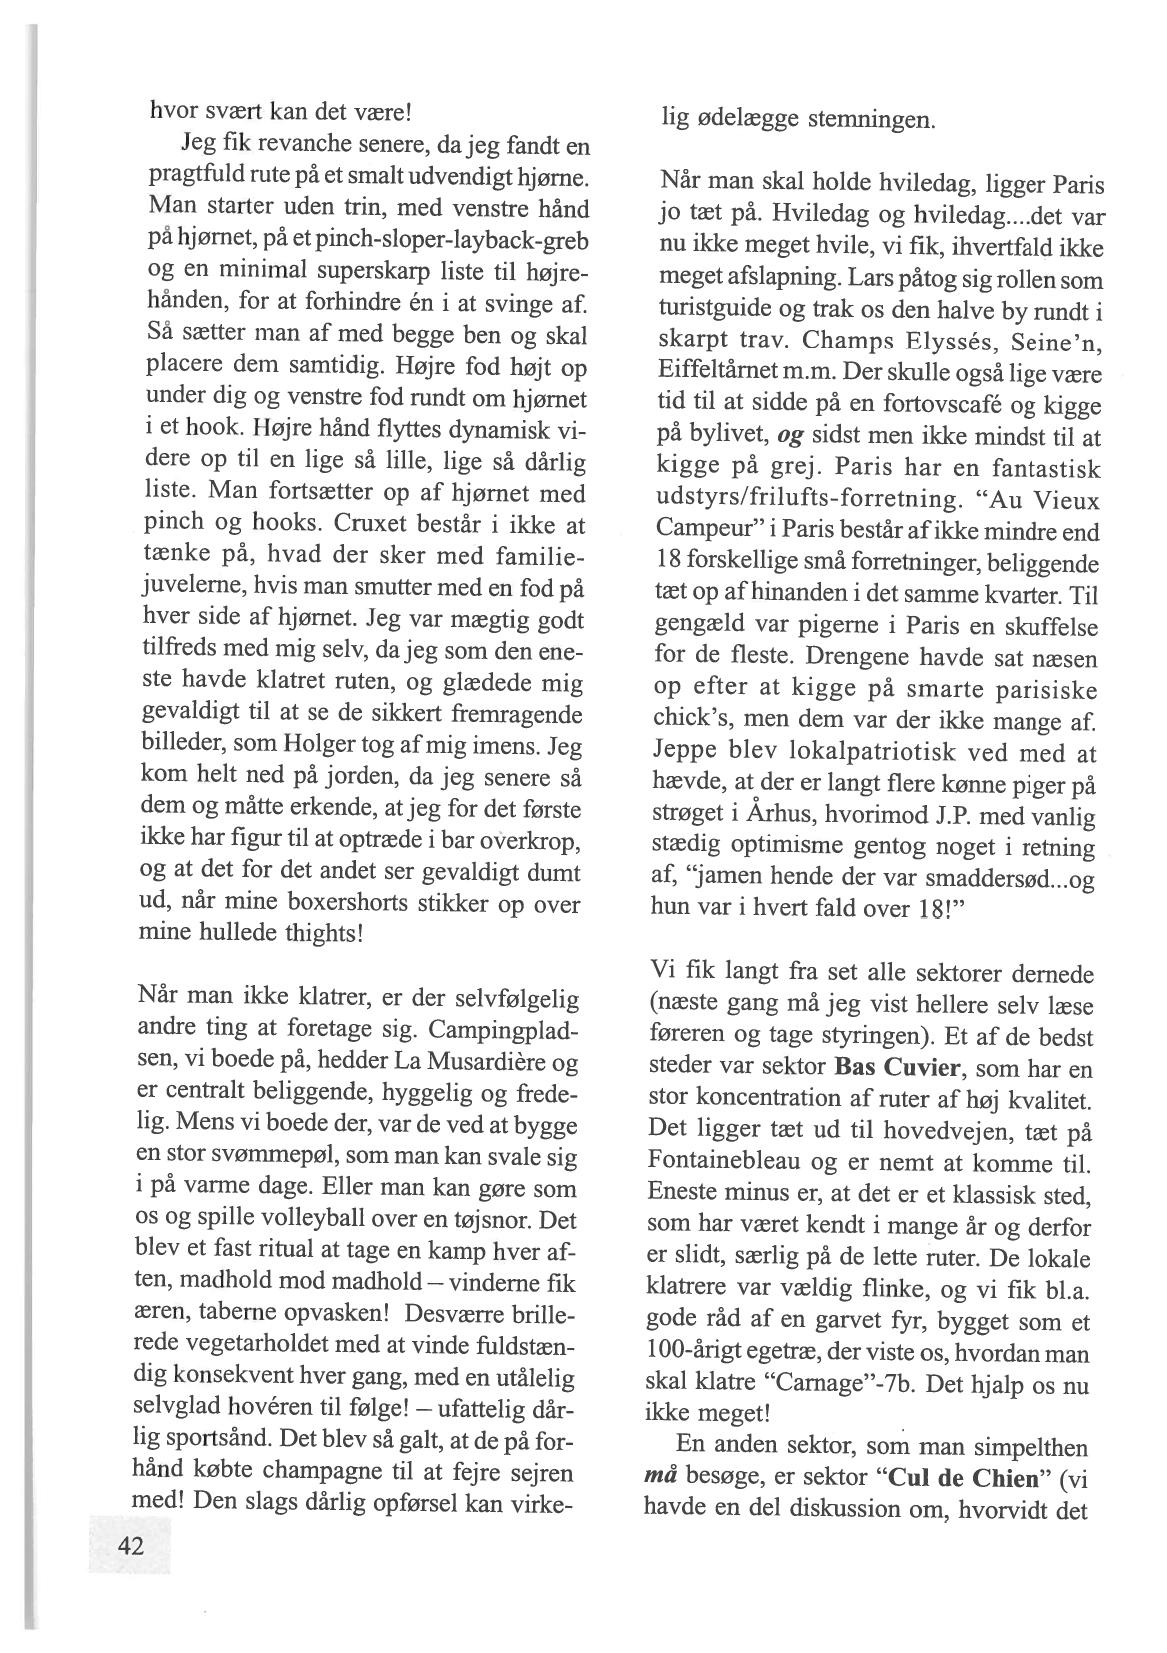 hvor svært kan det være!
Jeg fik revanche senere, da jeg fandt en
pragtfuld rute på et smalt udvendigt hjørne.
Man starter uden trin, med venstre hånd
på hjørnet, på et pinch-sloper-layback-greb
og en minimal superskarp liste til højre-
hånden, for at forhindre én i at svinge af.
Så sætter man af med begge ben og skal
placere dem samtidig. Højre fod højt op
under dig og venstre fod rundt om hjørnet
i et hook. Højre hånd flyttes dynamisk vi-
dere op til en lige så lille, lige så dårlig
liste. Man fortsætter op af hjørnet med
pinch og hooks. Cruxet består i ikke at
tænke på, hvad der sker med familie-
juvelerne, hvis man smutter med en fod på
hver side af hjørnet. Jeg var mægtig godt
tilfreds med mig selv, da jeg som den ene-
ste havde klatret ruten, og glædede mig
gevaldigt til at se de sikkert fremragende
billeder, som Holger tog af mig imens. Jeg
kom helt ned på jorden, da jeg senere så
dem og måtte erkende, at jeg for det første
ikke har figur til at optræde i bar overkrop,
og at det for det andet ser gevaldigt dumt
ud, når mine boxershorts stikker op over
mine hullede thights!
Når man ikke klatrer, er der selvfølgelig
andre ting at foretage sig. Campingplad-
sen, vi boede på, hedder La Musardière og
er centralt beliggende, hyggelig og frede-
lig. Mens vi boede der, var de ved at bygge
en stor svømmepøl, som man kan svale sig
i på varme dage. Eller man kan gøre som
os og spille volleyball over en tøjsnor. Det
blev et fast ritual at tage en kamp hver af-
ten, madhold mod madhold – vinderne fik
æren, taberne opvasken! Desværre brille-
rede vegetarholdet med at vinde fuldstæn-
dig konsekvent hver gang, med en utålelig
selvglad hovéren til følge! – ufattelig dår-
lig sportsånd. Det blev så galt, at de på for-
hånd købte champagne til at fejre sejren
med! Den slags dårlig opførsel kan virke-
42
lig ødelægge stemningen.
Når man skal holde hviledag, ligger Paris
jo tæt på. Hviledag og hviledag....det var
nu ikke meget hvile, vi fik, ihvertfald ikke
meget afslapning. Lars påtog sig rollen som
turistguide og trak os den halve by rundt i
skarpt trav. Champs Elyssés, Seine’n,
Eiffeltårnet m.m. Der skulle også lige være
tid til at sidde på en fortovscafé og kigge
på bylivet, og sidst men ikke mindst til at
kigge på grej. Paris har en fantastisk
udstyrs/frilufts-forretning. “Au Vieux
Campeur” i Paris består af ikke mindre end
18 forskellige små forretninger, beliggende
tæt op af hinanden i det samme kvarter. Til
gengæld var pigerne i Paris en skuffelse
for de fleste. Drengene havde sat næsen
op efter at kigge på smarte parisiske
chick’s, men dem var der ikke mange af.
Jeppe blev lokalpatriotisk ved med at
hævde, at der er langt flere kønne piger på
strøget i Århus, hvorimod J.P. med vanlig
stædig optimisme gentog noget i retning
af, “jamen hende der var smaddersød...og
hun var i hvert fald over 18!”
Vi fik langt fra set alle sektorer dernede
(næste gang må jeg vist hellere selv læse
føreren og tage styringen). Et af de bedst
steder var sektor Bas Cuvier, som har en
stor koncentration af ruter af høj kvalitet.
Det ligger tæt ud til hovedvejen, tæt på
Fontainebleau og er nemt at komme til.
Eneste minus er, at det er et klassisk sted,
som har været kendt i mange år og derfor
er slidt, særlig på de lette ruter. De lokale
klatrere var vældig flinke, og vi fik bl.a.
gode råd af en garvet fyr, bygget som et
100-årigt egetræ, der viste os, hvordan man
skal klatre “Carnage”-7b. Det hjalp os nu
ikke meget!
En anden sektor, som man simpelthen
må besøge, er sektor “Cul de Chien” (vi
havde en del diskussion om, hvorvidt det